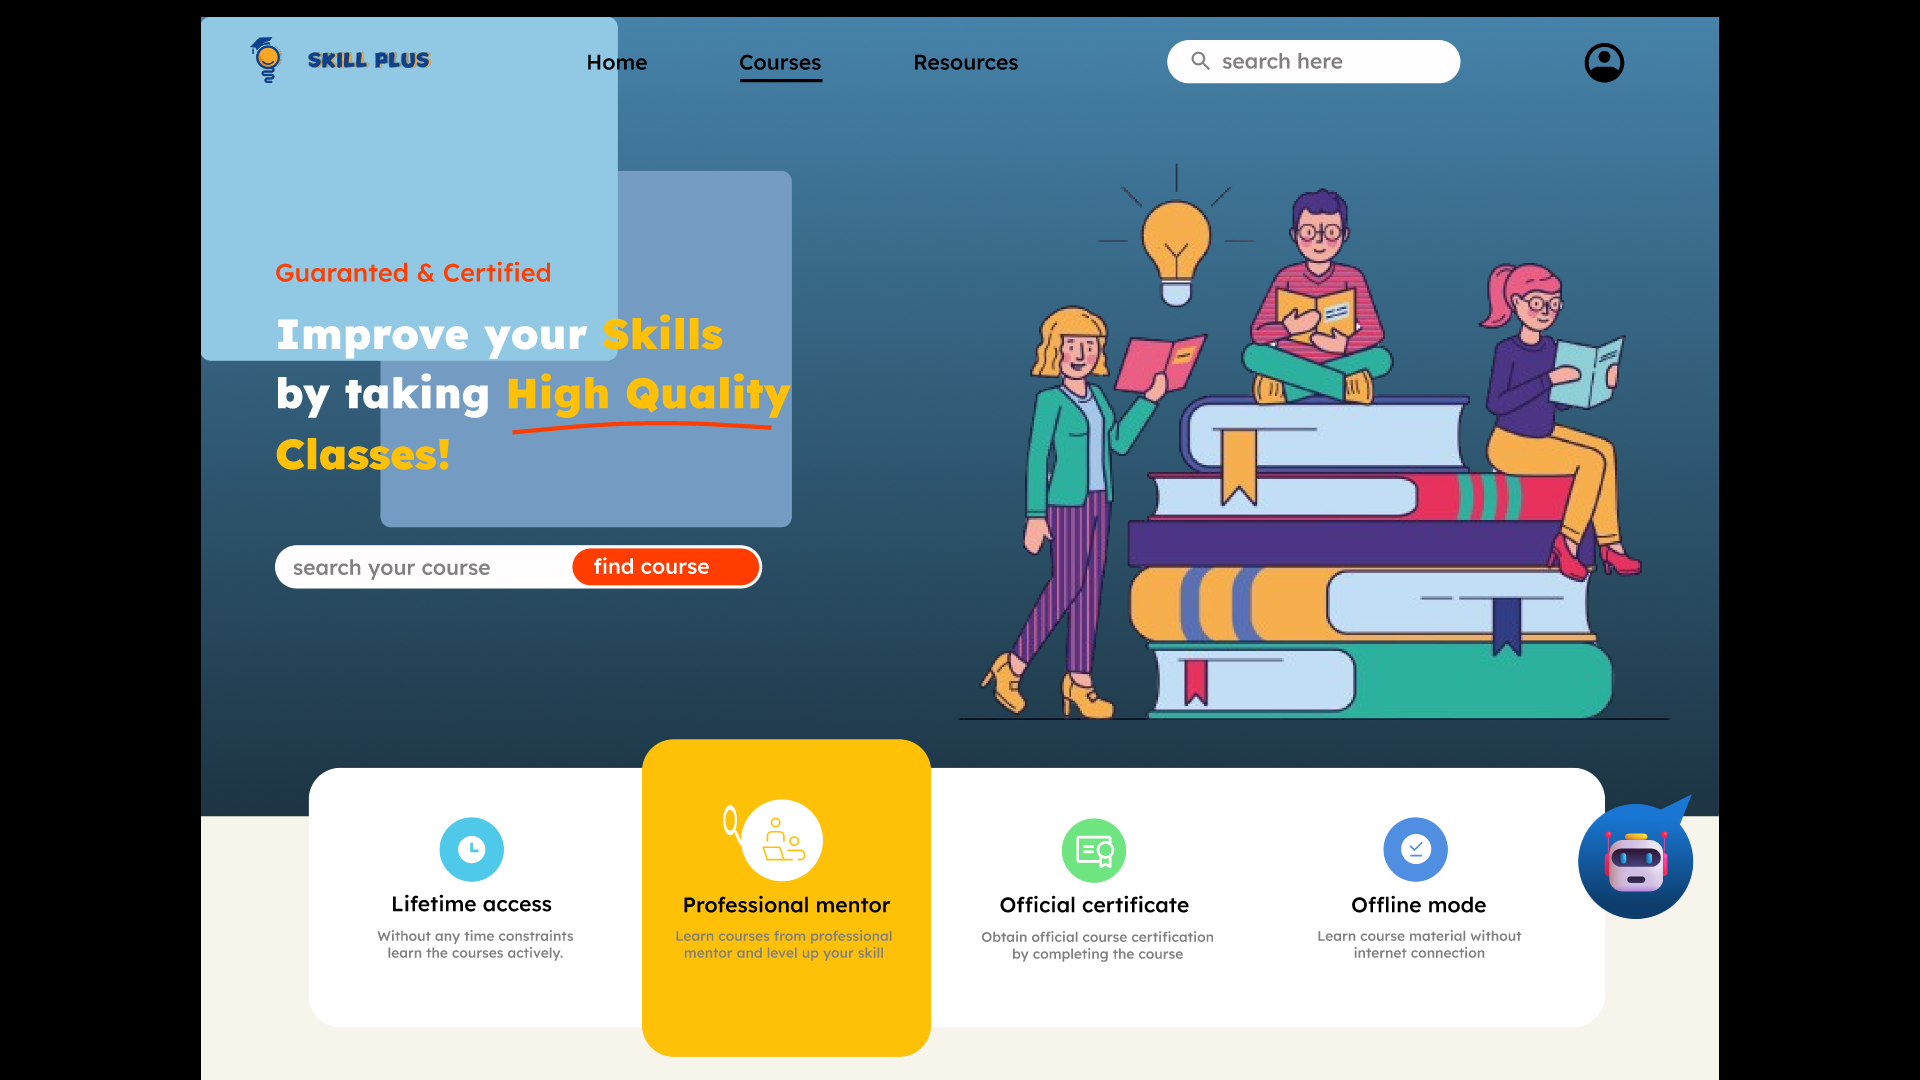 SKILL PLUS
Home
Courses
Resources
search here
Guaranted & Certified
Improve your Skills
by taking High Quality
Classes!
search your course
find course
Lifetime access
Without any time constraints
learn the courses actively.
Professional mentor
Learn courses from professional
mentor and level up your skill
Official certificate
Obtain official course certification
by completing the course
Offline mode
Learn course material without
internet connection